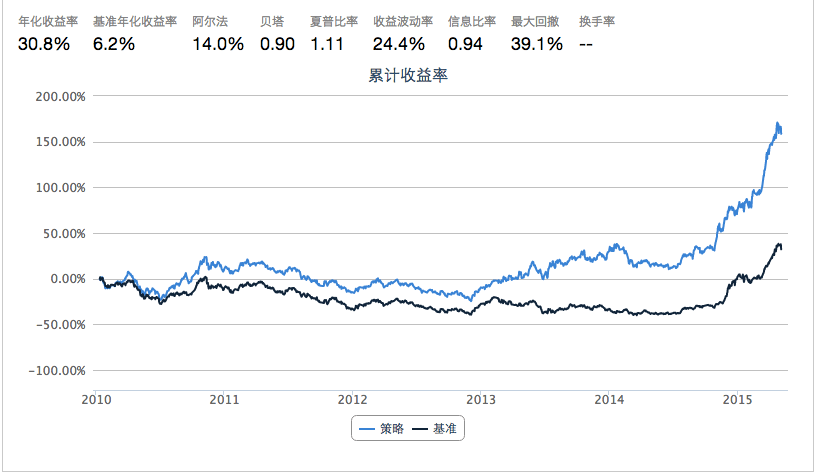 年化收益率 基准年化收益率 阿尔法 贝塔 夏普比率 收益波动率 信息比率 最大回撤 换手率
30.8% 6.2% 14.0% 0.90 1.11 24.4% 0.94 39.1% --
累计收益率
200.00%
150.00%
100.00%
50.00%
0.00%
−50.00%
−100.00%
2010 2011 2012 2013 2014 2015
策略 基准